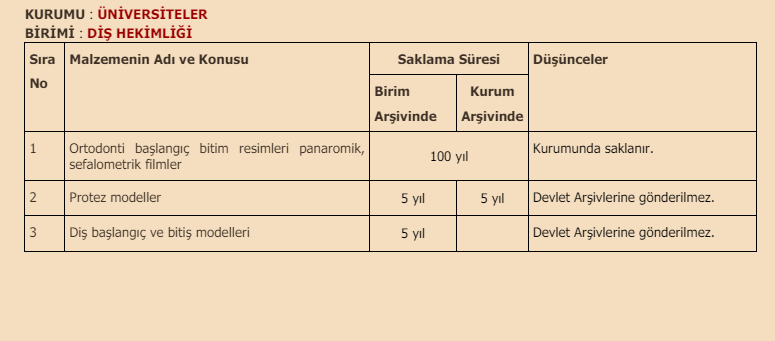 KURUMU : ÜNİVERSİTELER
BİRİMİ : DİŞ HEKİMLİĞİ
Sıra No Malzemenin Adı ve Konusu Saklama Süresi Düşünceler
Birim Arşivinde Kurum Arşivinde
1 Ortodonti başlangıç bitim resimleri panaromik, 100 yıl Kurumunda saklanır.
sefalometrik filmler
2 Protez modeller 5 yıl 5 yıl Devlet Arşivlerine gönderilmez.
3 Diş başlangıç ve bitiş modelleri 5 yıl Devlet Arşivlerine gönderilmez.